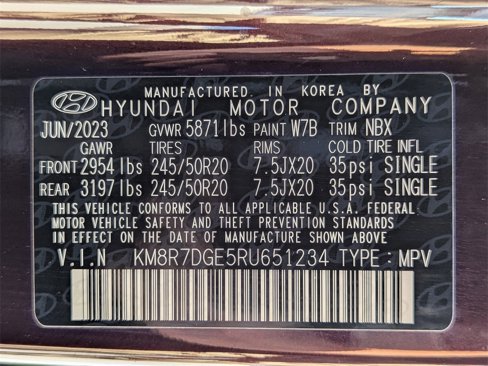 MANUFACTURED. IN KOREA BY
HYUNDAI MOTOR COMPANY
JUN/2023 GVWR 5871lbs PAINT W7B TRIM NBX
GAWR TIRES RIMS COLD TIRE INFL
FRONT 2954 lbs 245/50R20 7.5JX20 35psi SINGLE
REAR 3197 lbs 245/50R20 7.5JX20 35psi SINGLE
THIS VEHICLE CONFORMS TO ALL APPLICABLE U.S.A. FEDERAL
MOTOR VEHICLE SAFETY AND THEFT PREVENTION STANDARDS
IN EFFECT ON THE DATE OF MANUFACTURE SHOWN ABOVE
V.I.N KM8R7DGE5RU651234 TYPE : MPV